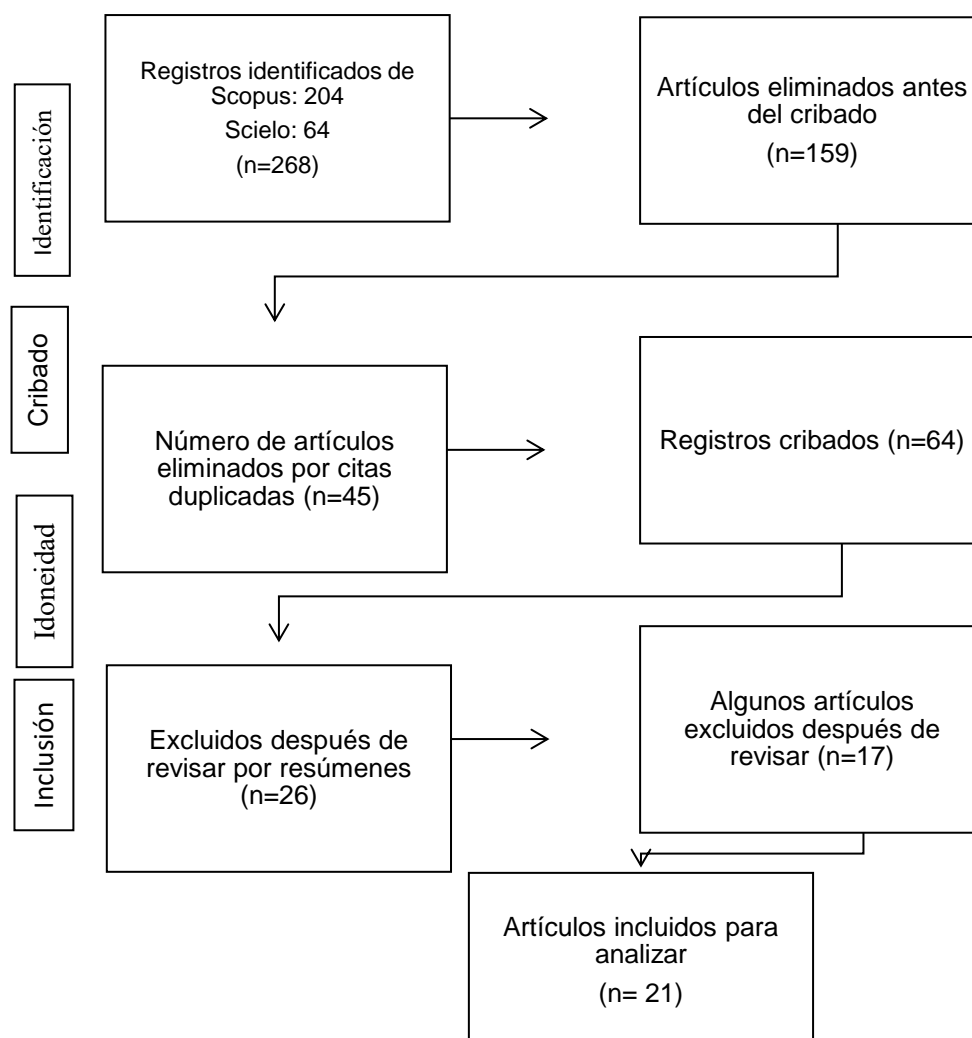 Identificación
Registros identificados de
Scopus: 204
Scielo: 64
(n=268)
Artículos eliminados antes
del cribado
(n=159)
Cribado
Número de artículos
eliminados por citas
duplicadas (n=45)
Registros cribados (n=64)
Idoneidad
Inclusión
Excluidos después de
revisar por resúmenes
(n=26)
Algunos artículos
excluidos después de
revisar (n=17)
Artículos incluidos para
analizar
(n= 21)